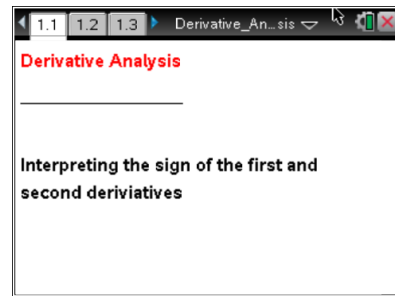 1.1 1.2 1.3 Derivative_An...sis
Derivative Analysis
Interpreting the sign of the first and
second deriviatives